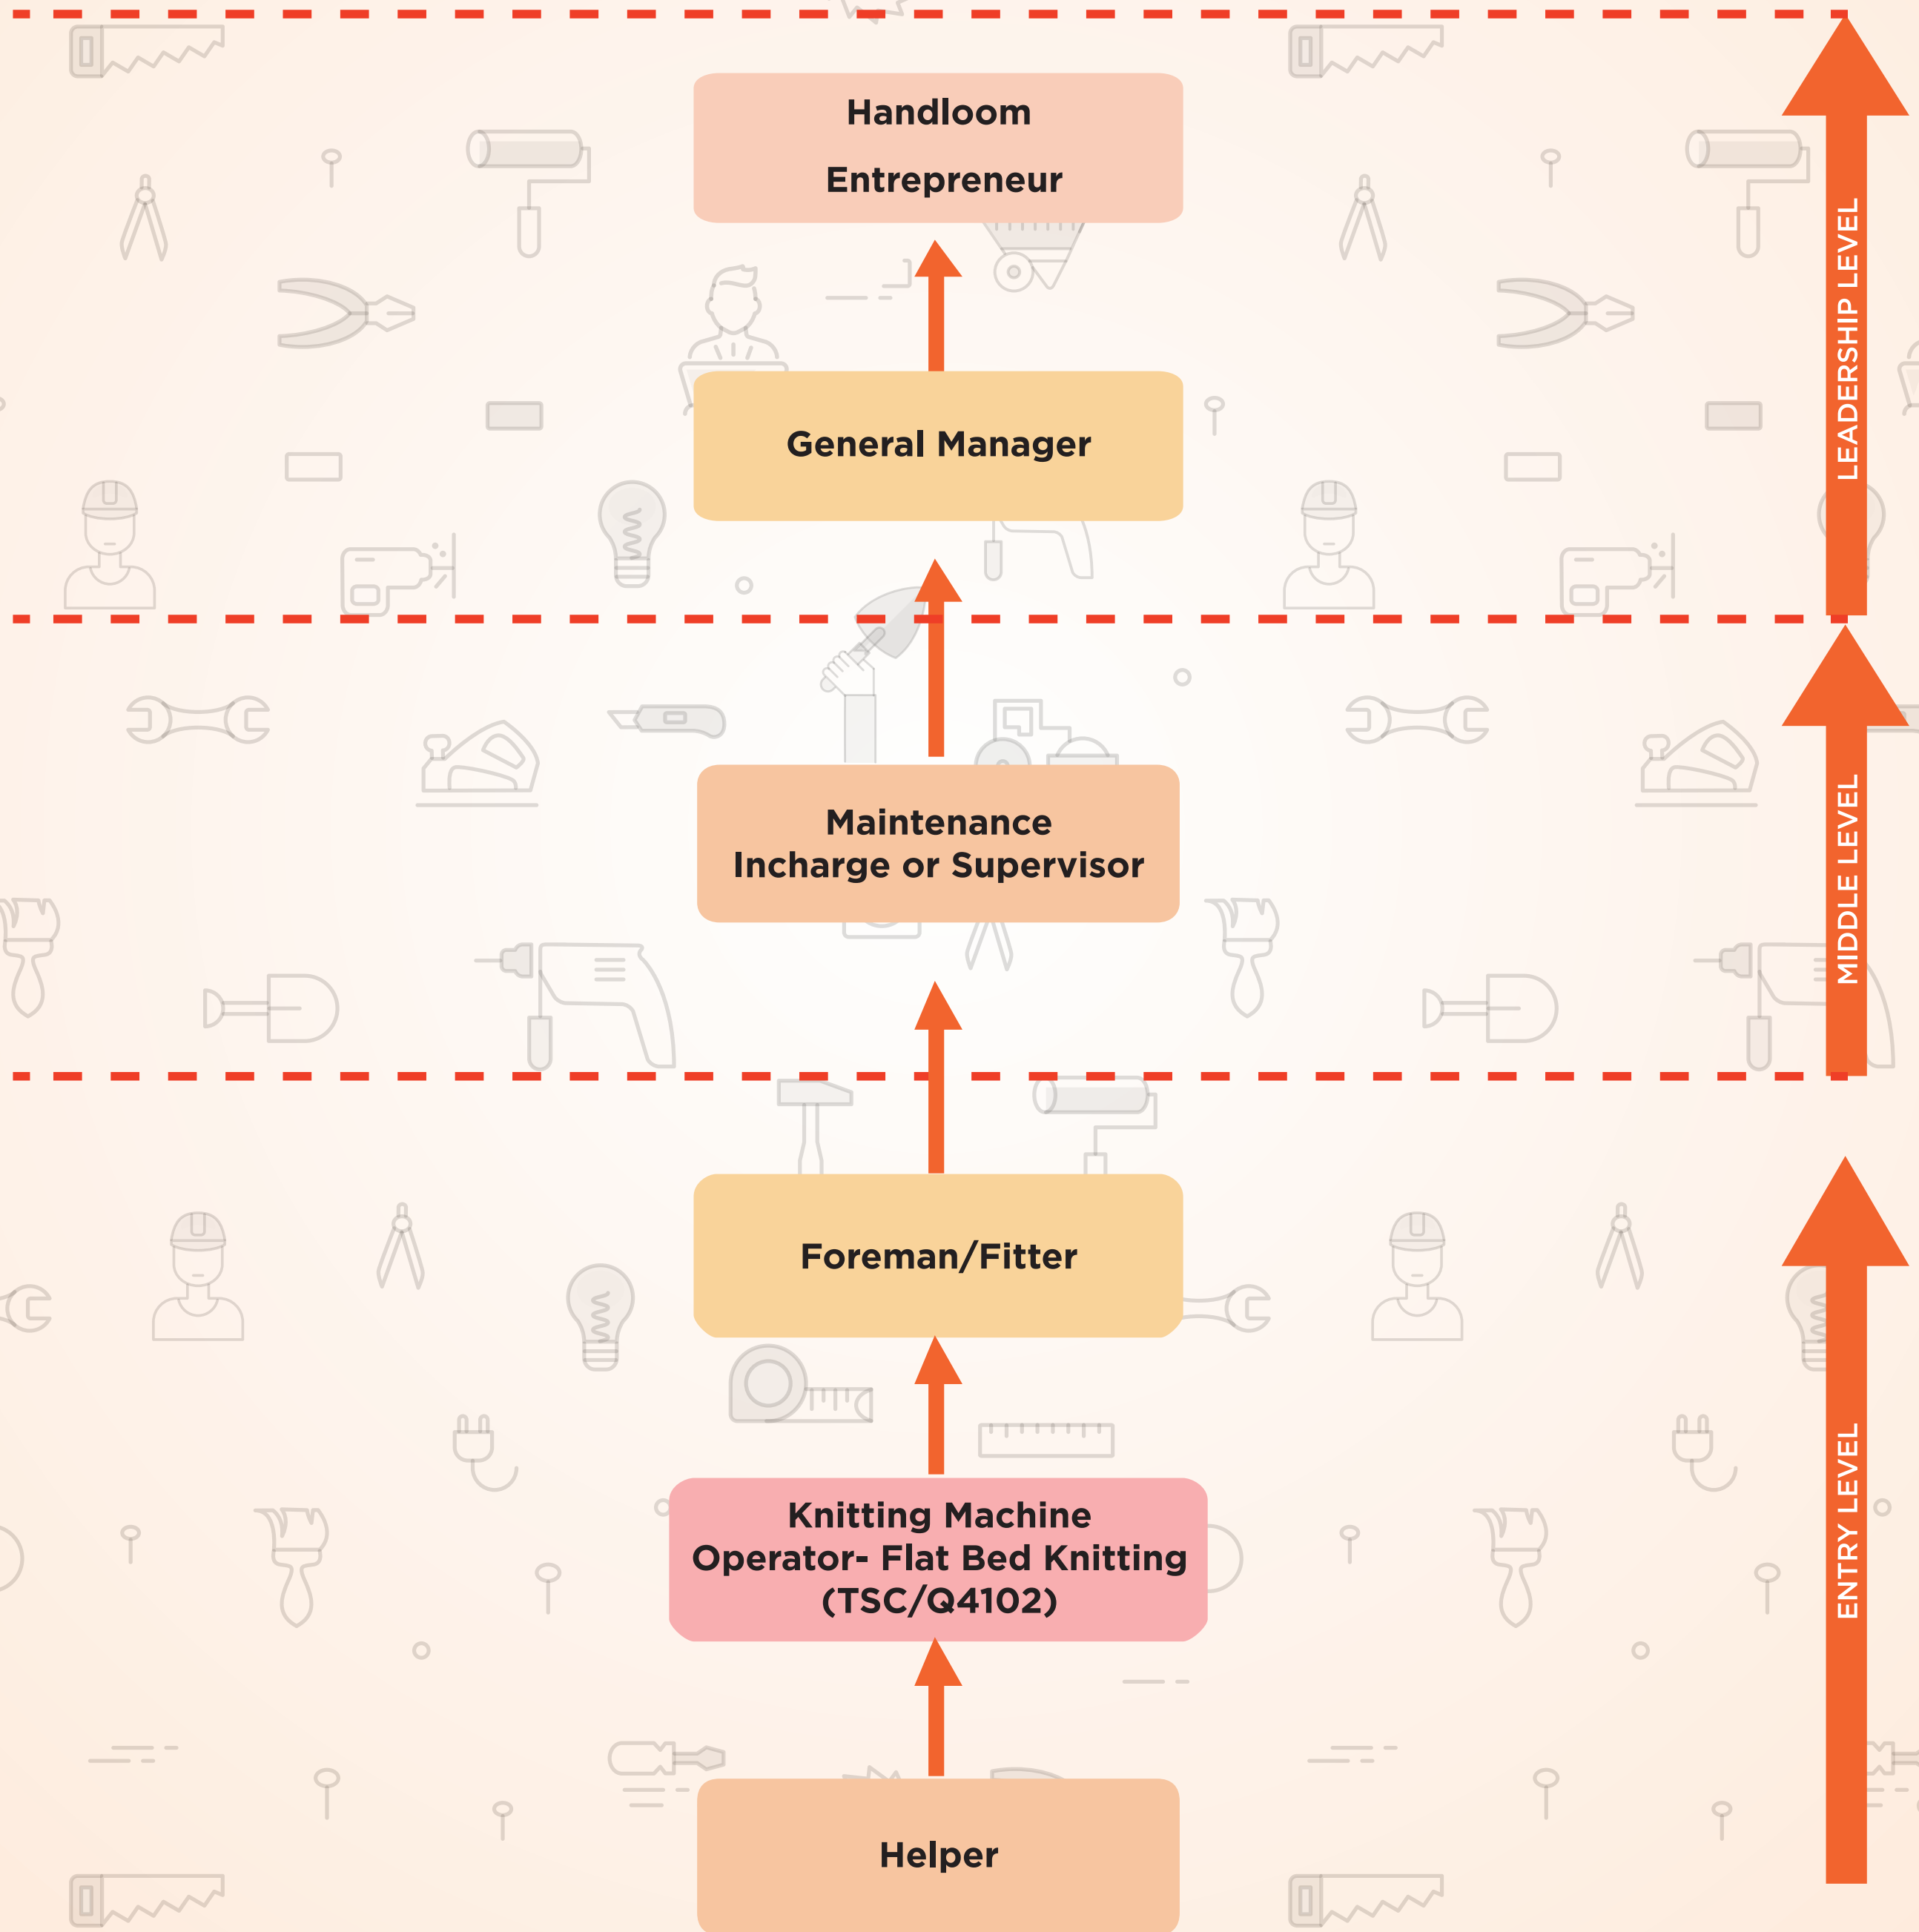 Handloom
Entrepreneur
LEADERSHIP LEVEL
General Manager
Maintenance
Incharge or Supervisor
MIDDLE LEVEL
Foreman/Fitter
Knitting Machine
Operator- Flat Bed Knitting
(TSC/Q4102)
ENTRY LEVEL
Helper